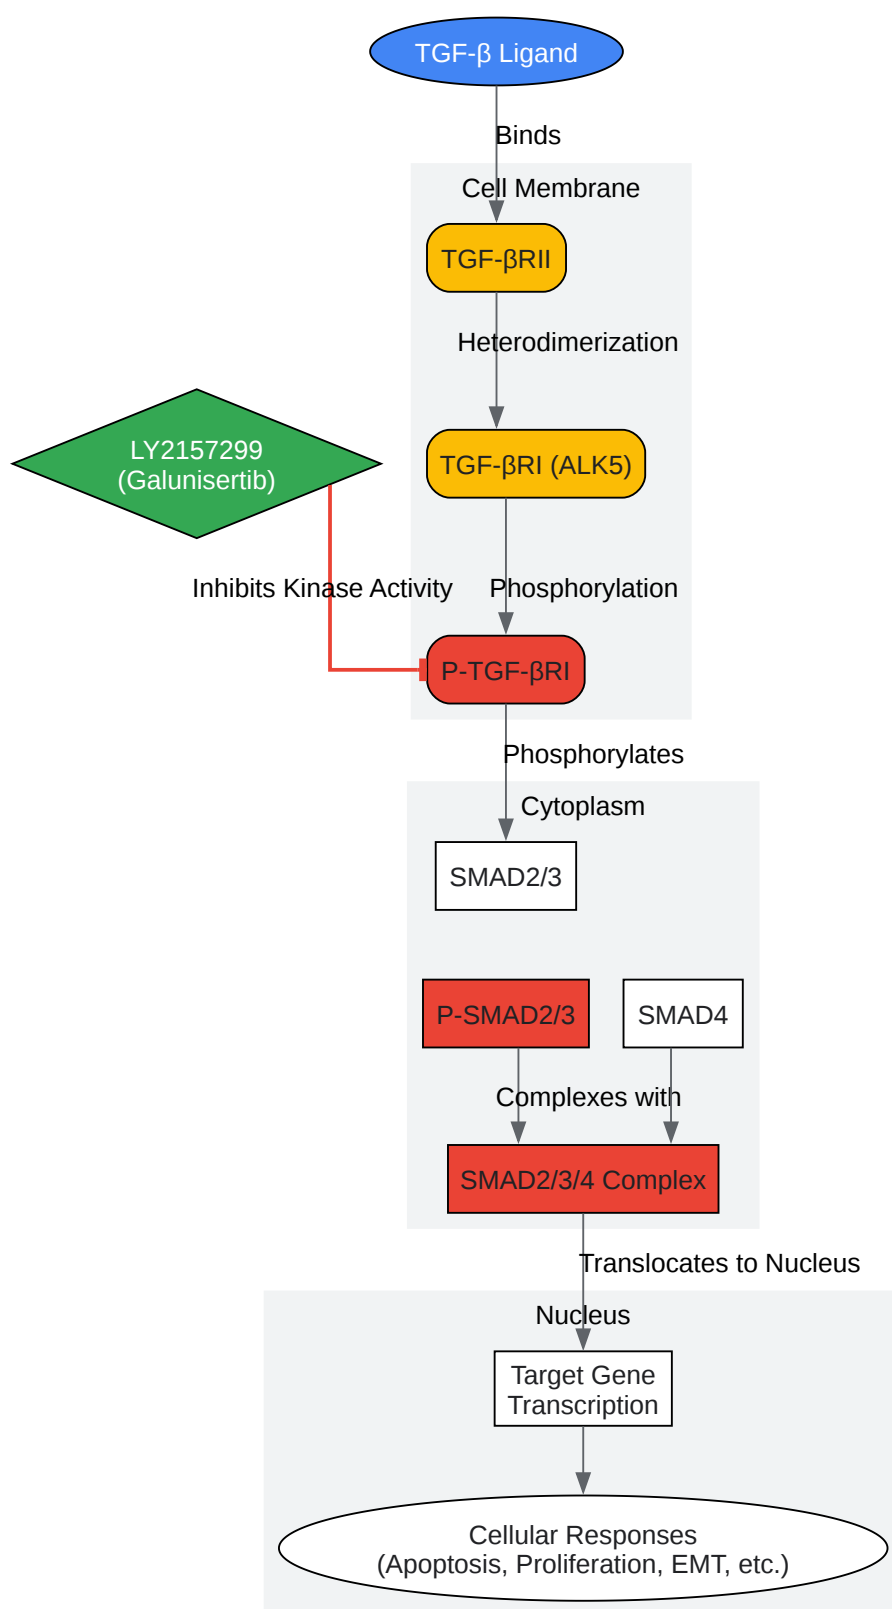 TGF-β Ligand
Binds
Cell Membrane
TGF-βRII
Heterodimerization
LY2157299
(Galunisertib)
TGF-βRI (ALK5)
Inhibits Kinase Activity
Phosphorylation
P-TGF-βRI
Phosphorylates
Cytoplasm
SMAD2/3
P-SMAD2/3
SMAD4
Complexes with
SMAD2/3/4 Complex
Translocates to Nucleus
Nucleus
Target Gene
Transcription
Cellular Responses
(Apoptosis, Proliferation, EMT, etc.)